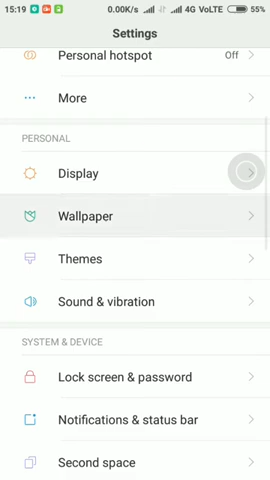 15:19 0.00K/s 4G VoLTE 55%
Settings
Personal hotspot Off
More
PERSONAL
Display
Wallpaper
Themes
Sound & vibration
SYSTEM & DEVICE
Lock screen & password
Notifications & status bar
Second space